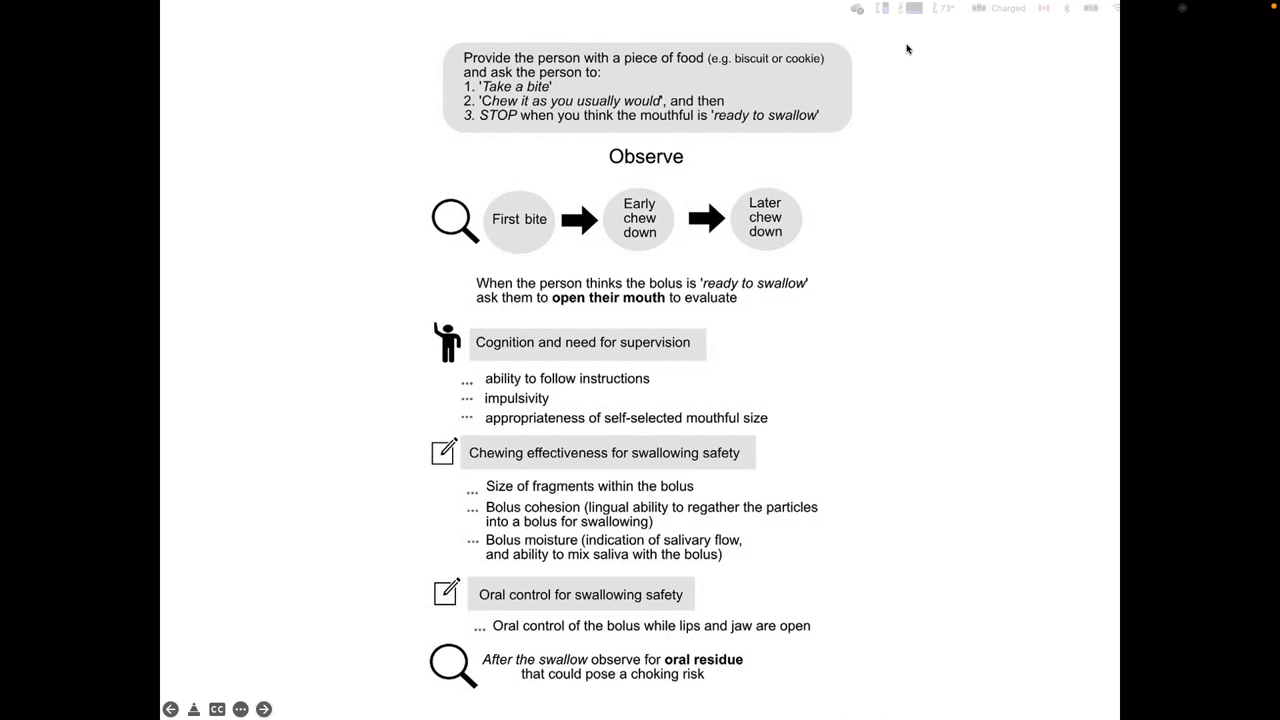 73°
Charged
Provide the person with a piece of food (e.g. biscuit or cookie)
and ask the person to:
1. 'Take a bite'
2. 'Chew it as you usually would', and then
3. STOP when you think the mouthful is 'ready to swallow'
Observe
First bite
Early
chew
down
Later
chew
down
When the person thinks the bolus is 'ready to swallow'
ask them to open their mouth to evaluate
Cognition and need for supervision
... ability to follow instructions
... impulsivity
... appropriateness of self-selected mouthful size
Chewing effectiveness for swallowing safety
... Size of fragments within the bolus
... Bolus cohesion (lingual ability to regather the particles
into a bolus for swallowing)
... Bolus moisture (indication of salivary flow,
and ability to mix saliva with the bolus)
Oral control for swallowing safety
... Oral control of the bolus while lips and jaw are open
After the swallow observe for oral residue
that could pose a choking risk
CC